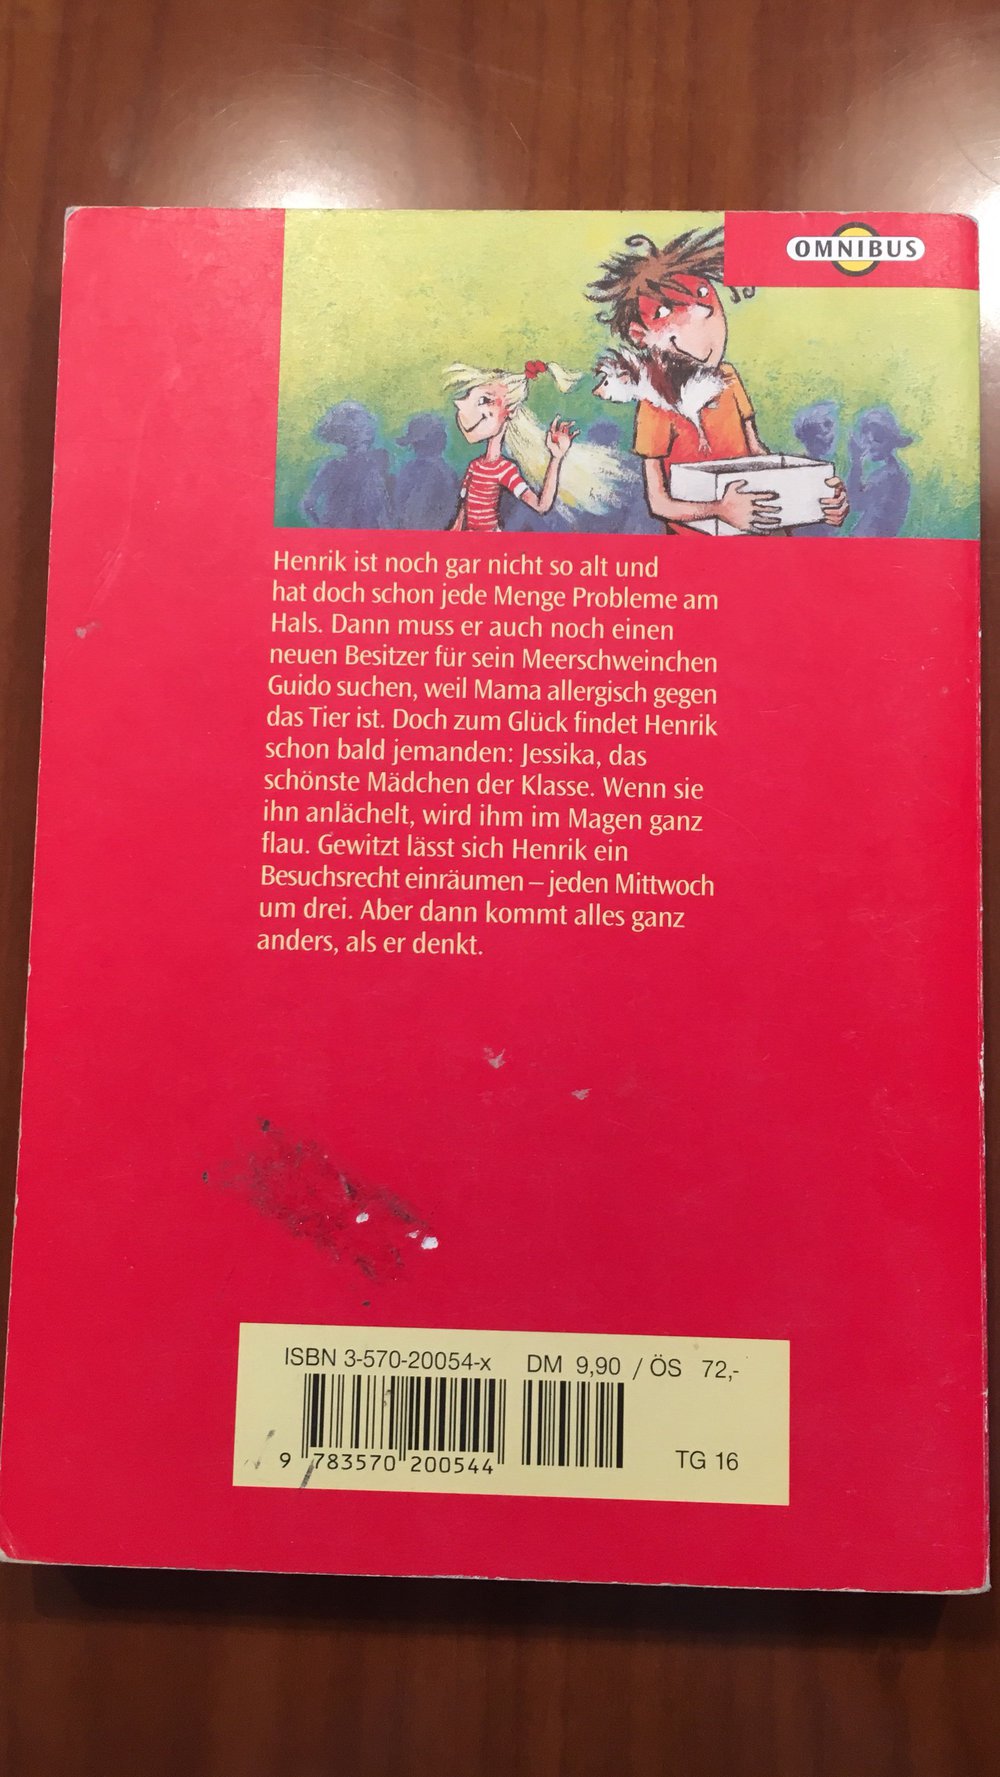 OMNIBUS
Henrik ist noch gar nicht so alt und
hat doch schon jede Menge Probleme am
Hals. Dann muss er auch noch einen
neuen Besitzer für sein Meerschweinchen
Guido suchen, weil Mama allergisch gegen
das Tier ist. Doch zum Glück findet Henrik
schon bald jemanden: Jessika, das
schönste Mädchen der Klasse. Wenn sie
ihn anlächelt, wird ihm im Magen ganz
flau. Gewitzt lässt sich Henrik ein
Besuchsrecht einräumen – jeden Mittwoch
um drei. Aber dann kommt alles ganz
anders, als er denkt.
ISBN 3-570-20054-x DM 9,90 / ÖS 72,-
9 783570 200544 TG 16